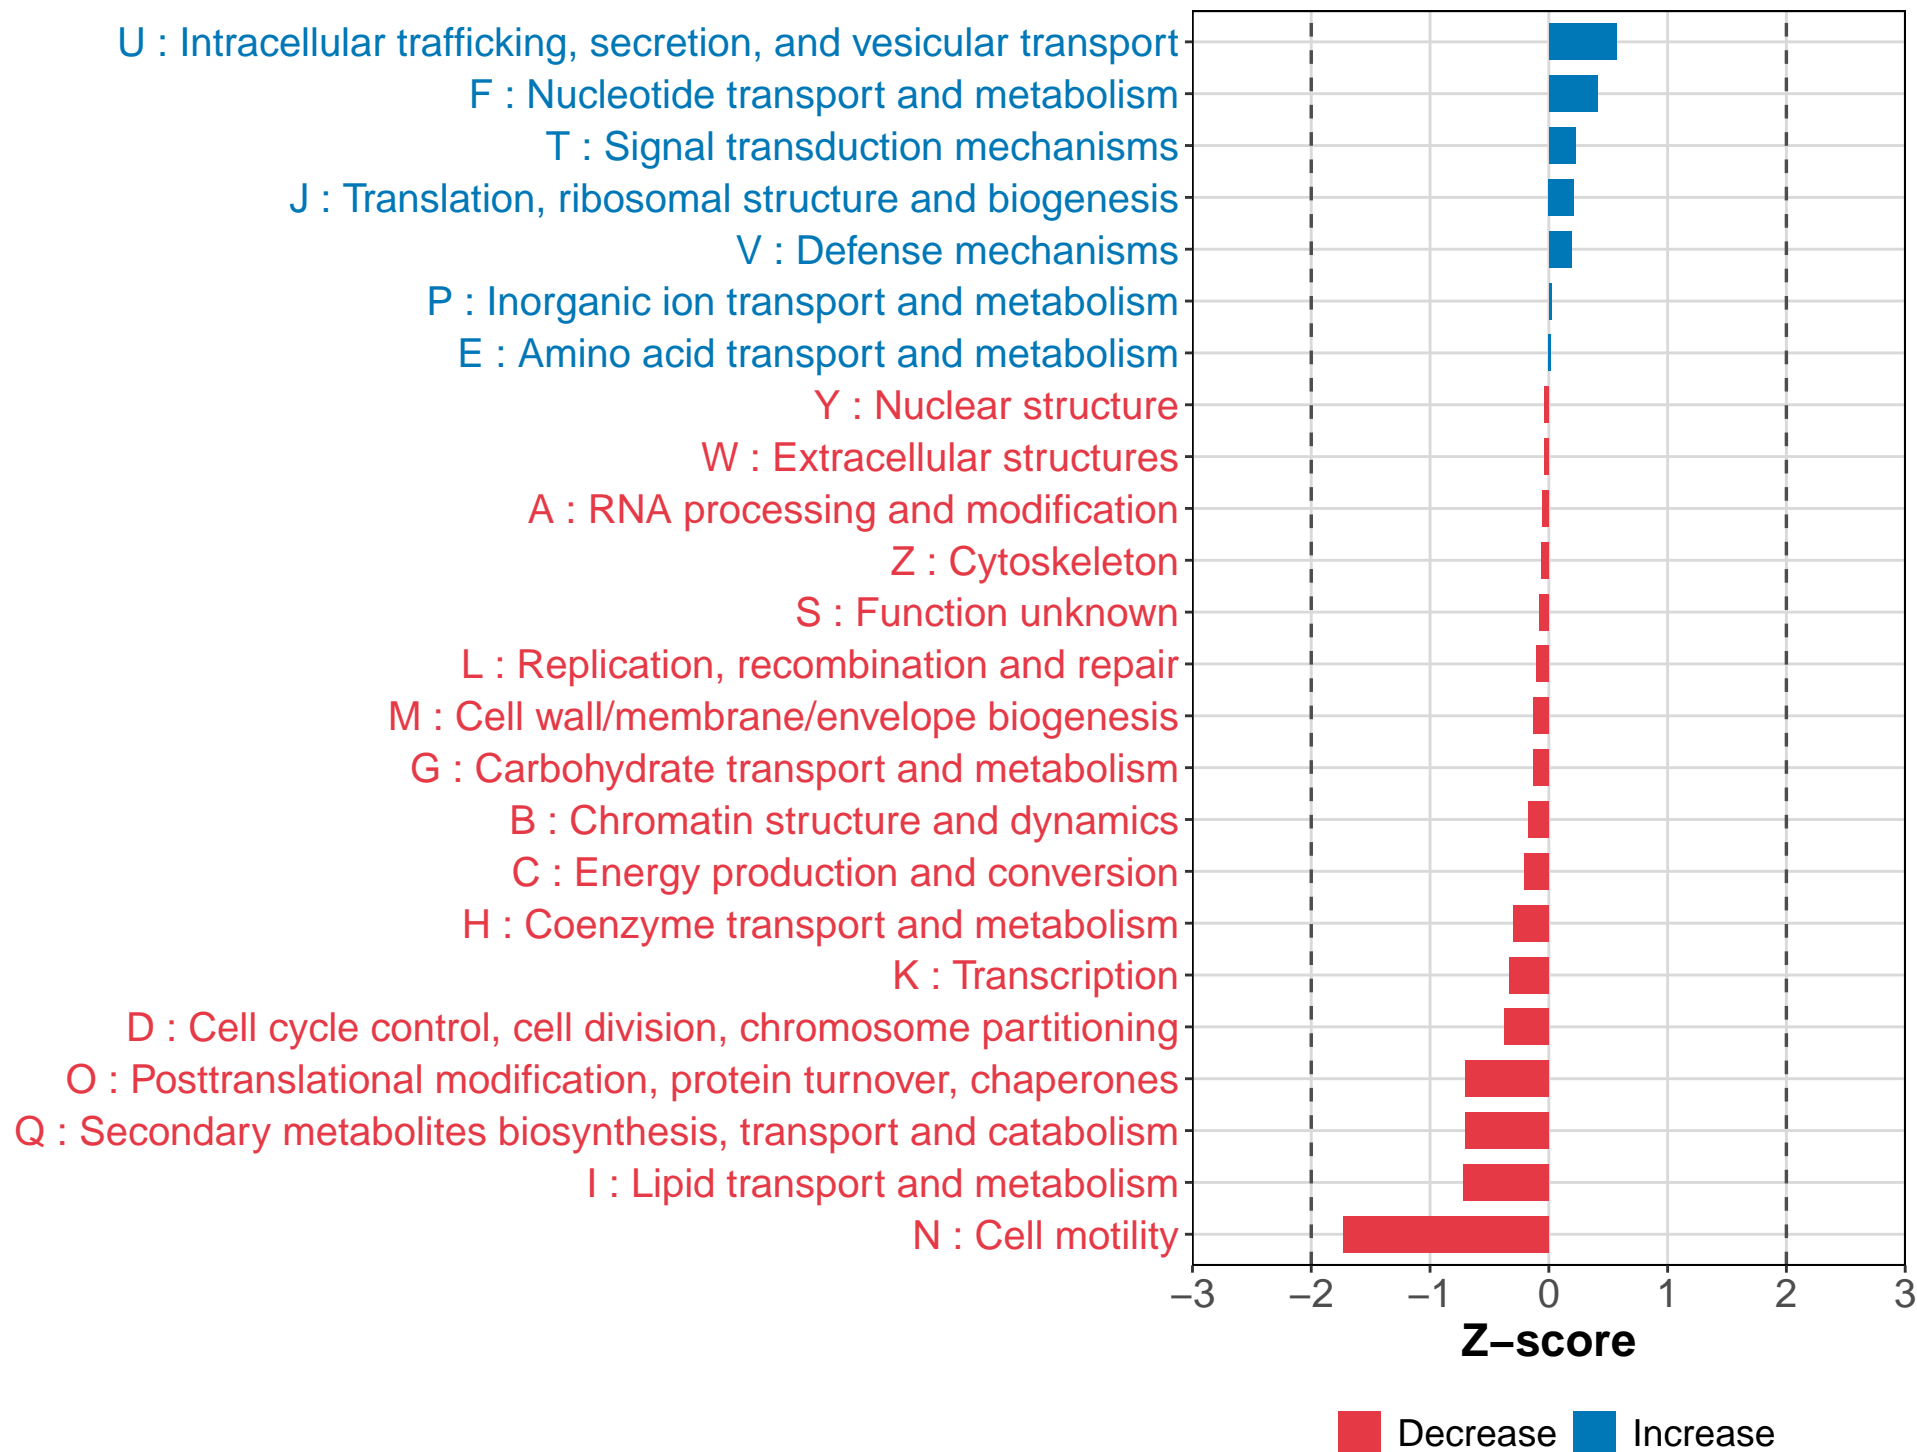 U : Intracellular trafficking, secretion, and vesicular transport
F : Nucleotide transport and metabolism
T : Signal transduction mechanisms
J : Translation, ribosomal structure and biogenesis
V : Defense mechanisms
P : Inorganic ion transport and metabolism
E : Amino acid transport and metabolism
Y : Nuclear structure
W : Extracellular structures
A : RNA processing and modification
Z : Cytoskeleton
S : Function unknown
L : Replication, recombination and repair
M : Cell wall/membrane/envelope biogenesis
G : Carbohydrate transport and metabolism
B : Chromatin structure and dynamics
C : Energy production and conversion
H : Coenzyme transport and metabolism
K : Transcription
D : Cell cycle control, cell division, chromosome partitioning
O : Posttranslational modification, protein turnover, chaperones
Q : Secondary metabolites biosynthesis, transport and catabolism
I : Lipid transport and metabolism
N : Cell motility
−3 −2 −1 0 1 2 3
Z−score
Decrease Increase